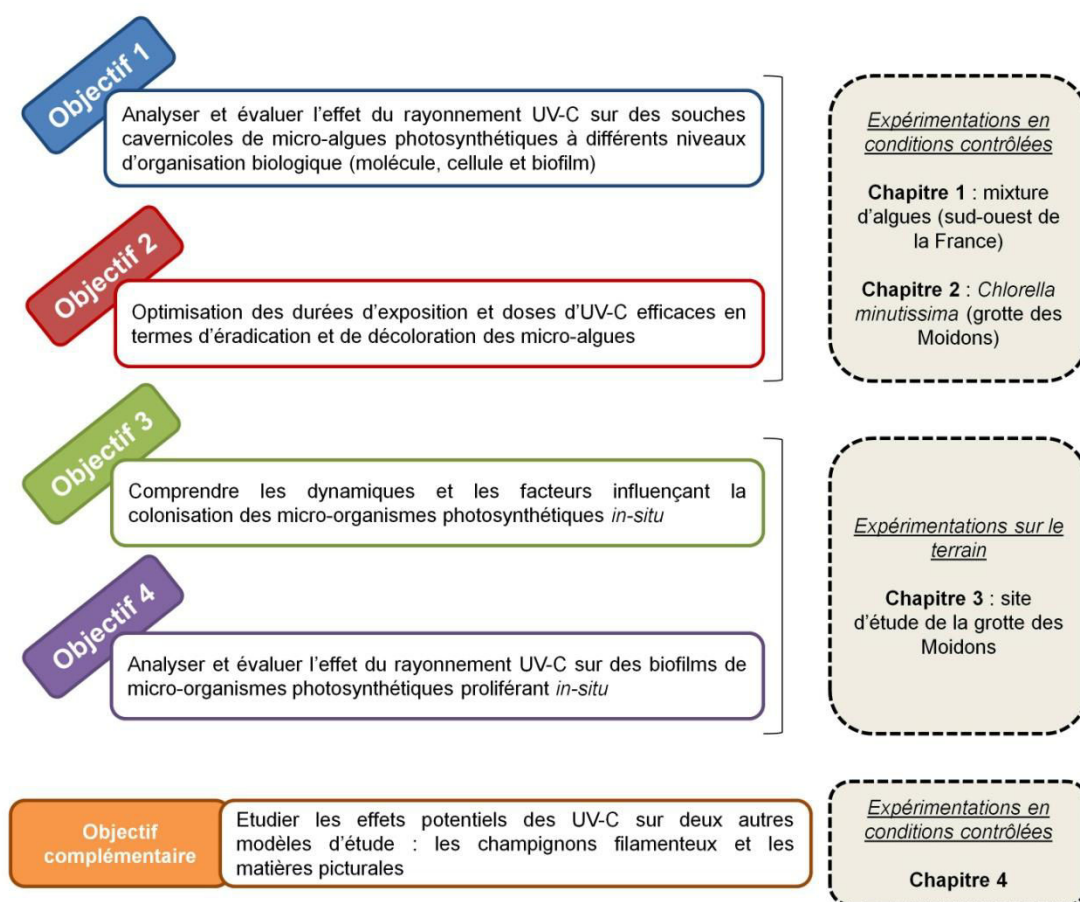 Objectif 1
Analyser et évaluer l'effet du rayonnement UV-C sur des souches
cavernicoles de micro-algues photosynthétiques à différents niveaux
d'organisation biologique (molécule, cellule et biofilm)
Objectif 2
Optimisation des durées d'exposition et doses d'UV-C efficaces en
termes d'éradication et de décoloration des micro-algues
Expérimentations en
conditions contrôlées
Chapitre 1 : mixture
d'algues (sud-ouest de
la France)
Chapitre 2 : Chlorella
minutissima (grotte des
Moidons)
Objectif 3
Comprendre les dynamiques et les facteurs influençant la
colonisation des micro-organismes photosynthétiques in-situ
Objectif 4
Analyser et évaluer l'effet du rayonnement UV-C sur des biofilms de
micro-organismes photosynthétiques proliférant in-situ
Expérimentations sur le
terrain
Chapitre 3 : site
d'étude de la grotte des
Moidons
Objectif
complémentaire
Etudier les effets potentiels des UV-C sur deux autres
modèles d'étude : les champignons filamenteux et les
matières picturales
Expérimentations en
conditions contrôlées
Chapitre 4